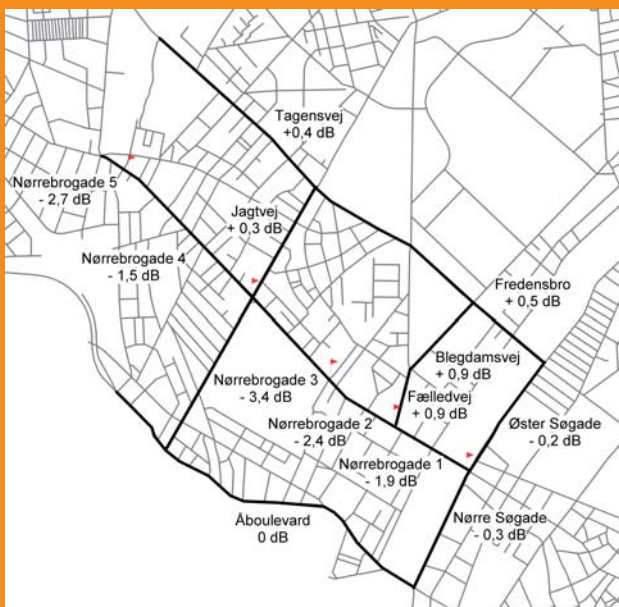 Tagensvej
+0,4 dB
Nørrebrogade 5
- 2,7 dB
Jagtvej
+ 0,3 dB
Nørrebrogade 4
- 1,5 dB
Fredensbro
+ 0,5 dB
Blegdamsvej
+ 0,9 dB
Nørrebrogade 3
- 3,4 dB
Fælledvej
+ 0,9 dB
Nørrebrogade 2
- 2,4 dB
Øster Søgade
- 0,2 dB
Nørrebrogade 1
- 1,9 dB
Åboulevard
0 dB
Nørre Søgade
- 0,3 dB